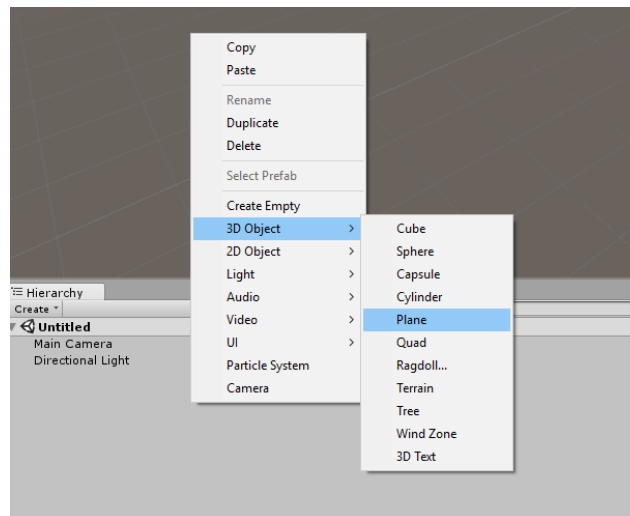 Copy
Paste
Rename
Duplicate
Delete
Select Prefab
Create Empty
3D Object
2D Object
Light
Audio
Video
UI
Particle System
Camera
Cube
Sphere
Capsule
Cylinder
Plane
Quad
Ragdoll...
Terrain
Tree
Wind Zone
3D Text
Hierarchy
Create
Untitled
Main Camera
Directional Light